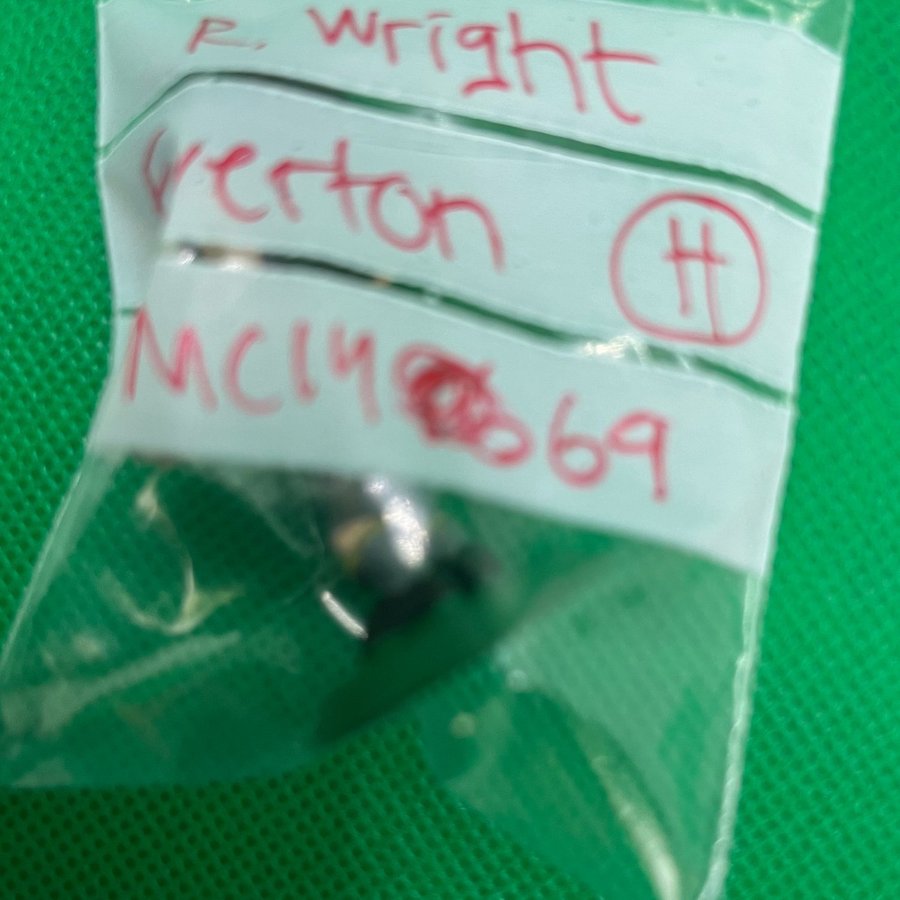 R. wright
verton
H
MC14 69